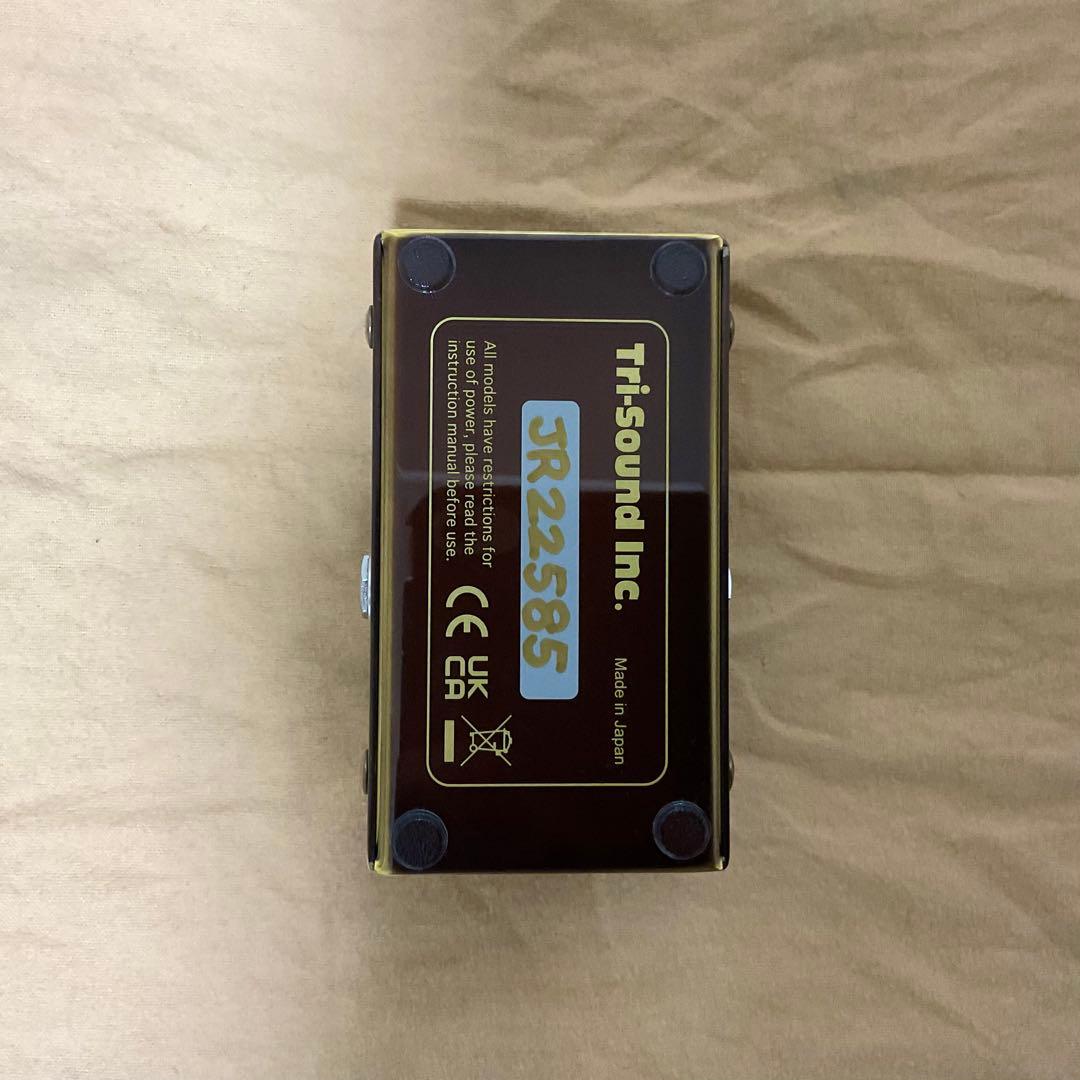 Tri-Sound Inc.
Made in Japan
JR22585
All models have restrictions for
use of power, please read the
instruction manual before use.
CE
UK
CA